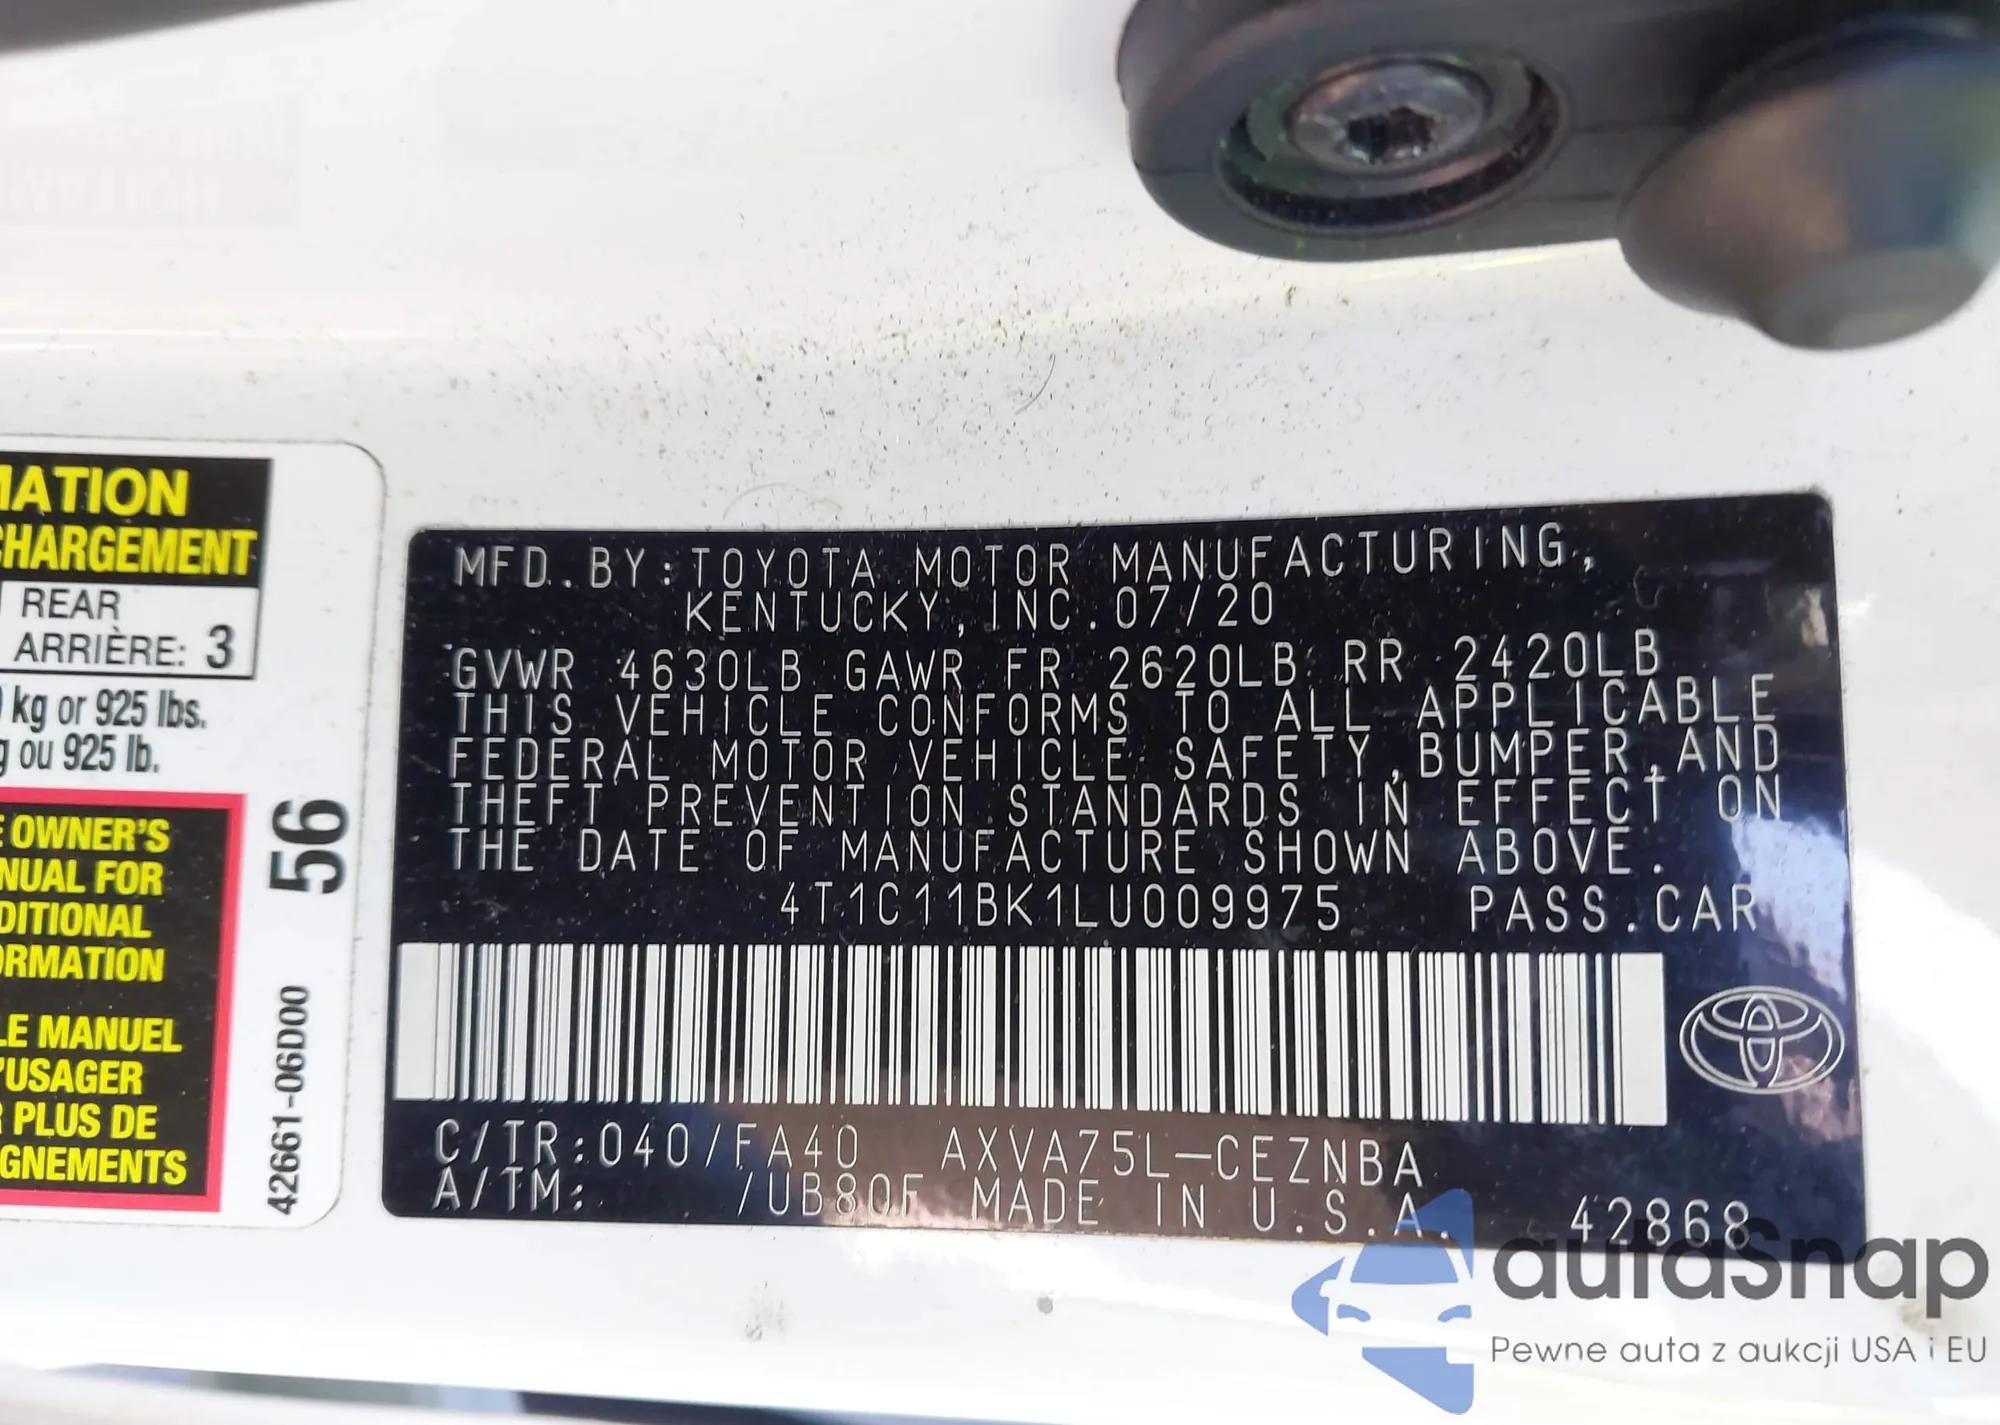 MATION
CHARGEMENT
REAR
ARRIÈRE: 3
kg or 925 lbs.
ou 925 lb.
OWNER'S
NUAL FOR
DITIONAL
ORMATION
LE MANUEL
'USAGER
PLUS DE
GNEMENTS
56
42661-06D00
MFD. BY: TOYOTA MOTOR MANUFACTURING,
KENTUCKY, INC. 07/20
GVWR 4630LB GAWR FR 2620LB RR 2420LB
THIS VEHICLE CONFORMS TO ALL APPLICABLE
FEDERAL MOTOR VEHICLE SAFETY, BUMPER, AND
THEFT PREVENTION STANDARDS IN EFFECT ON
THE DATE OF MANUFACTURE SHOWN ABOVE.
4T1C11BK1LU009975 PASS. CAR
C/TR: 040/FA40 AXVA75L-CEZNBA
A/TM: /UB80F MADE IN U.S.A. 42868
autaSnap
Pewne auta z aukcji USA i EU